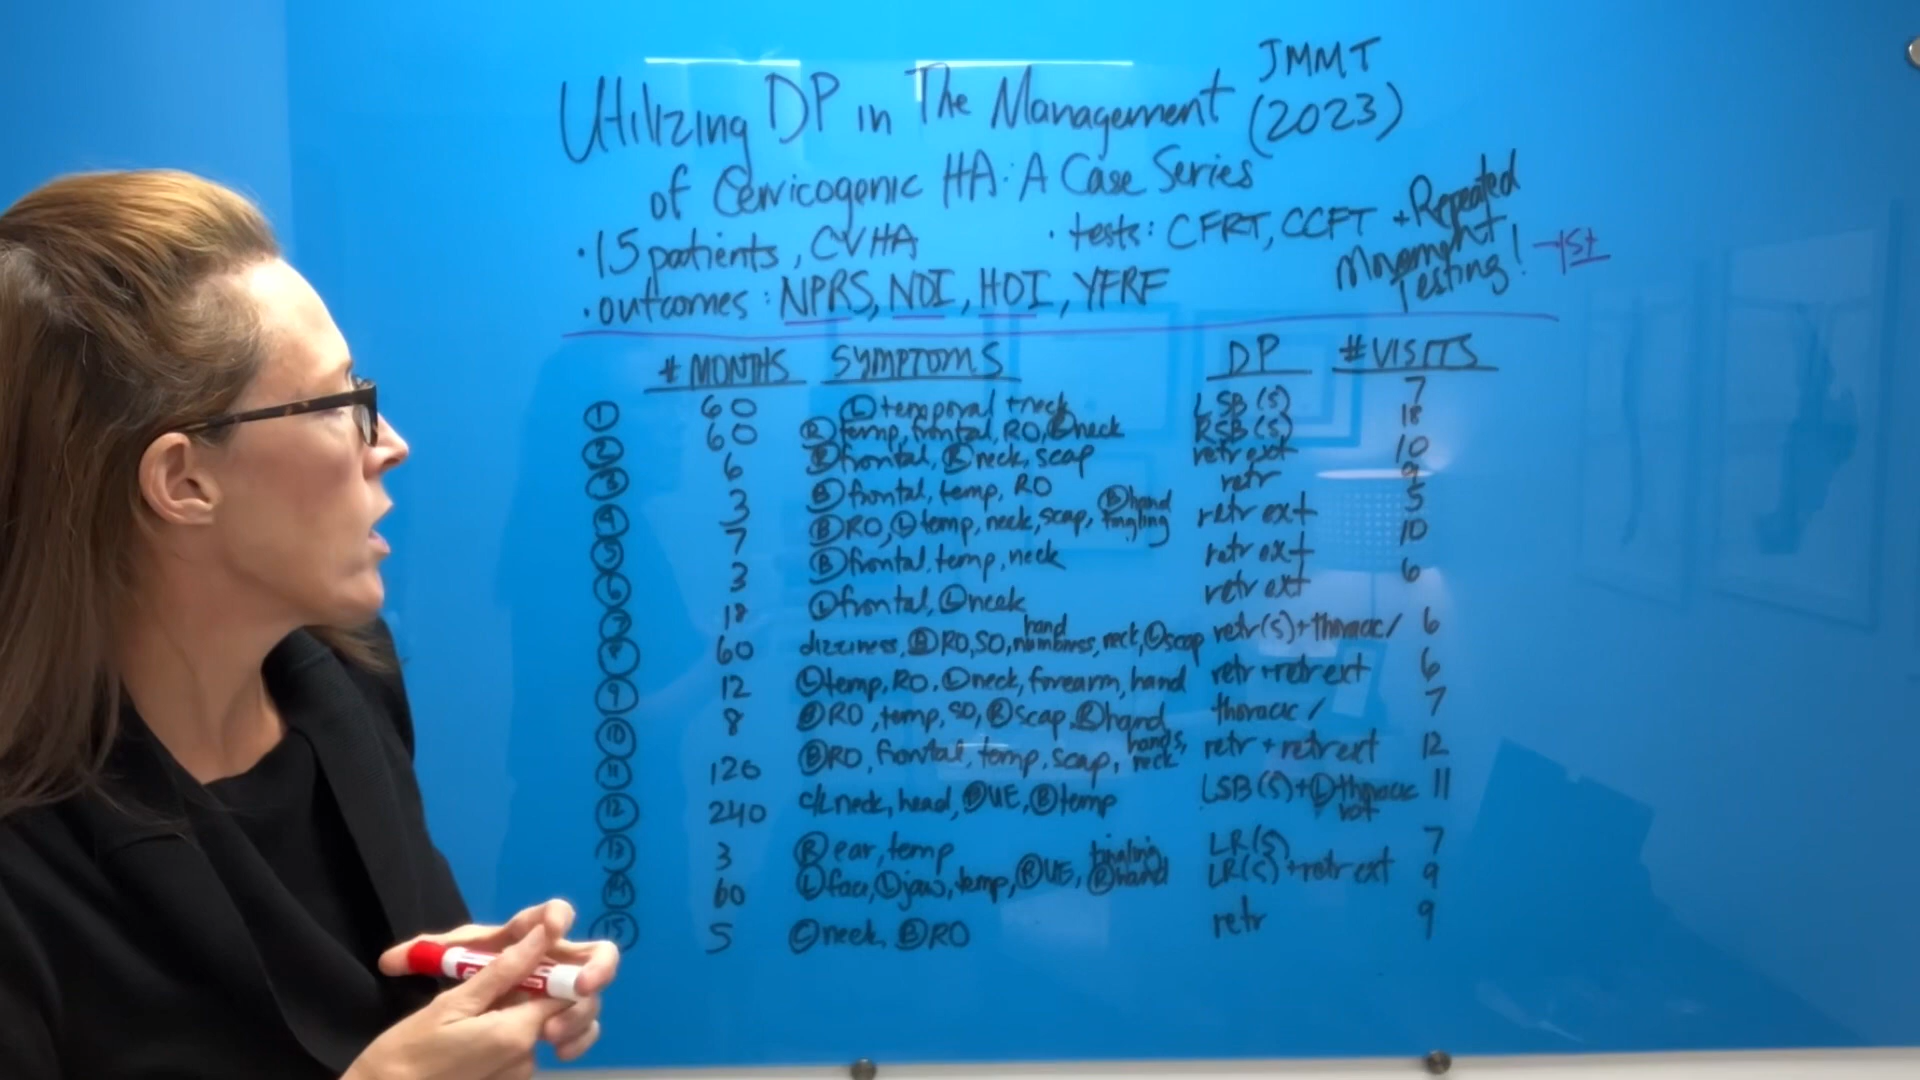 JMMT
Utilizing DP in The Management (2023)
of Cervicogenic HA: A Case Series
• 15 patients, CVHA
• tests: CFRT, CCFT + Repeated Movement Testing! → 1st
• outcomes: NPRS, NDI, HDI, YFRF
# MONTHS SYMPTOMS DP # VISITS
① 60 Ⓛ temporal + neck LSB(s) 7
② 60 Ⓡ temp, frontal, RO, neck RSB(s) 18
③ 6 frontal, Ⓡ neck, scap retr ext 10
④ 3 Ⓑ frontal, temp, RO retr 9
⑤ 7 Ⓑ RO, Ⓛ temp, neck, scap, Ⓑ hand tingling retr ext 5
⑥ 3 Ⓑ frontal, temp, neck retr ext 10
⑦ 18 Ⓛ frontal, Ⓛ neck retr ext 6
⑧ 60 dizziness, Ⓑ RO, SO, hand numbness, neck, Ⓛ scap retr(s) + thoracic / 6
⑨ 12 Ⓛ temp, RO, Ⓛ neck, forearm, hand retr + retr ext 6
⑩ 8 RO, temp, SO, Ⓡ scap, Ⓡ hand thoracic / 7
⑪ 120 Ⓑ RO, frontal, temp, scap, hands, neck retr + retr ext 12
⑫ 240 c/L neck, head, UE, Ⓑ temp LSB(s) + Ⓛ thoracic rot 11
⑬ 3 Ⓡ ear, temp LR(s) 7
⑭ 60 Ⓛ face, Ⓛ jaw, temp, Ⓡ UE, Ⓡ hand tingling LR(s) + retr ext 9
⑮ 5 neck, Ⓑ RO retr 9